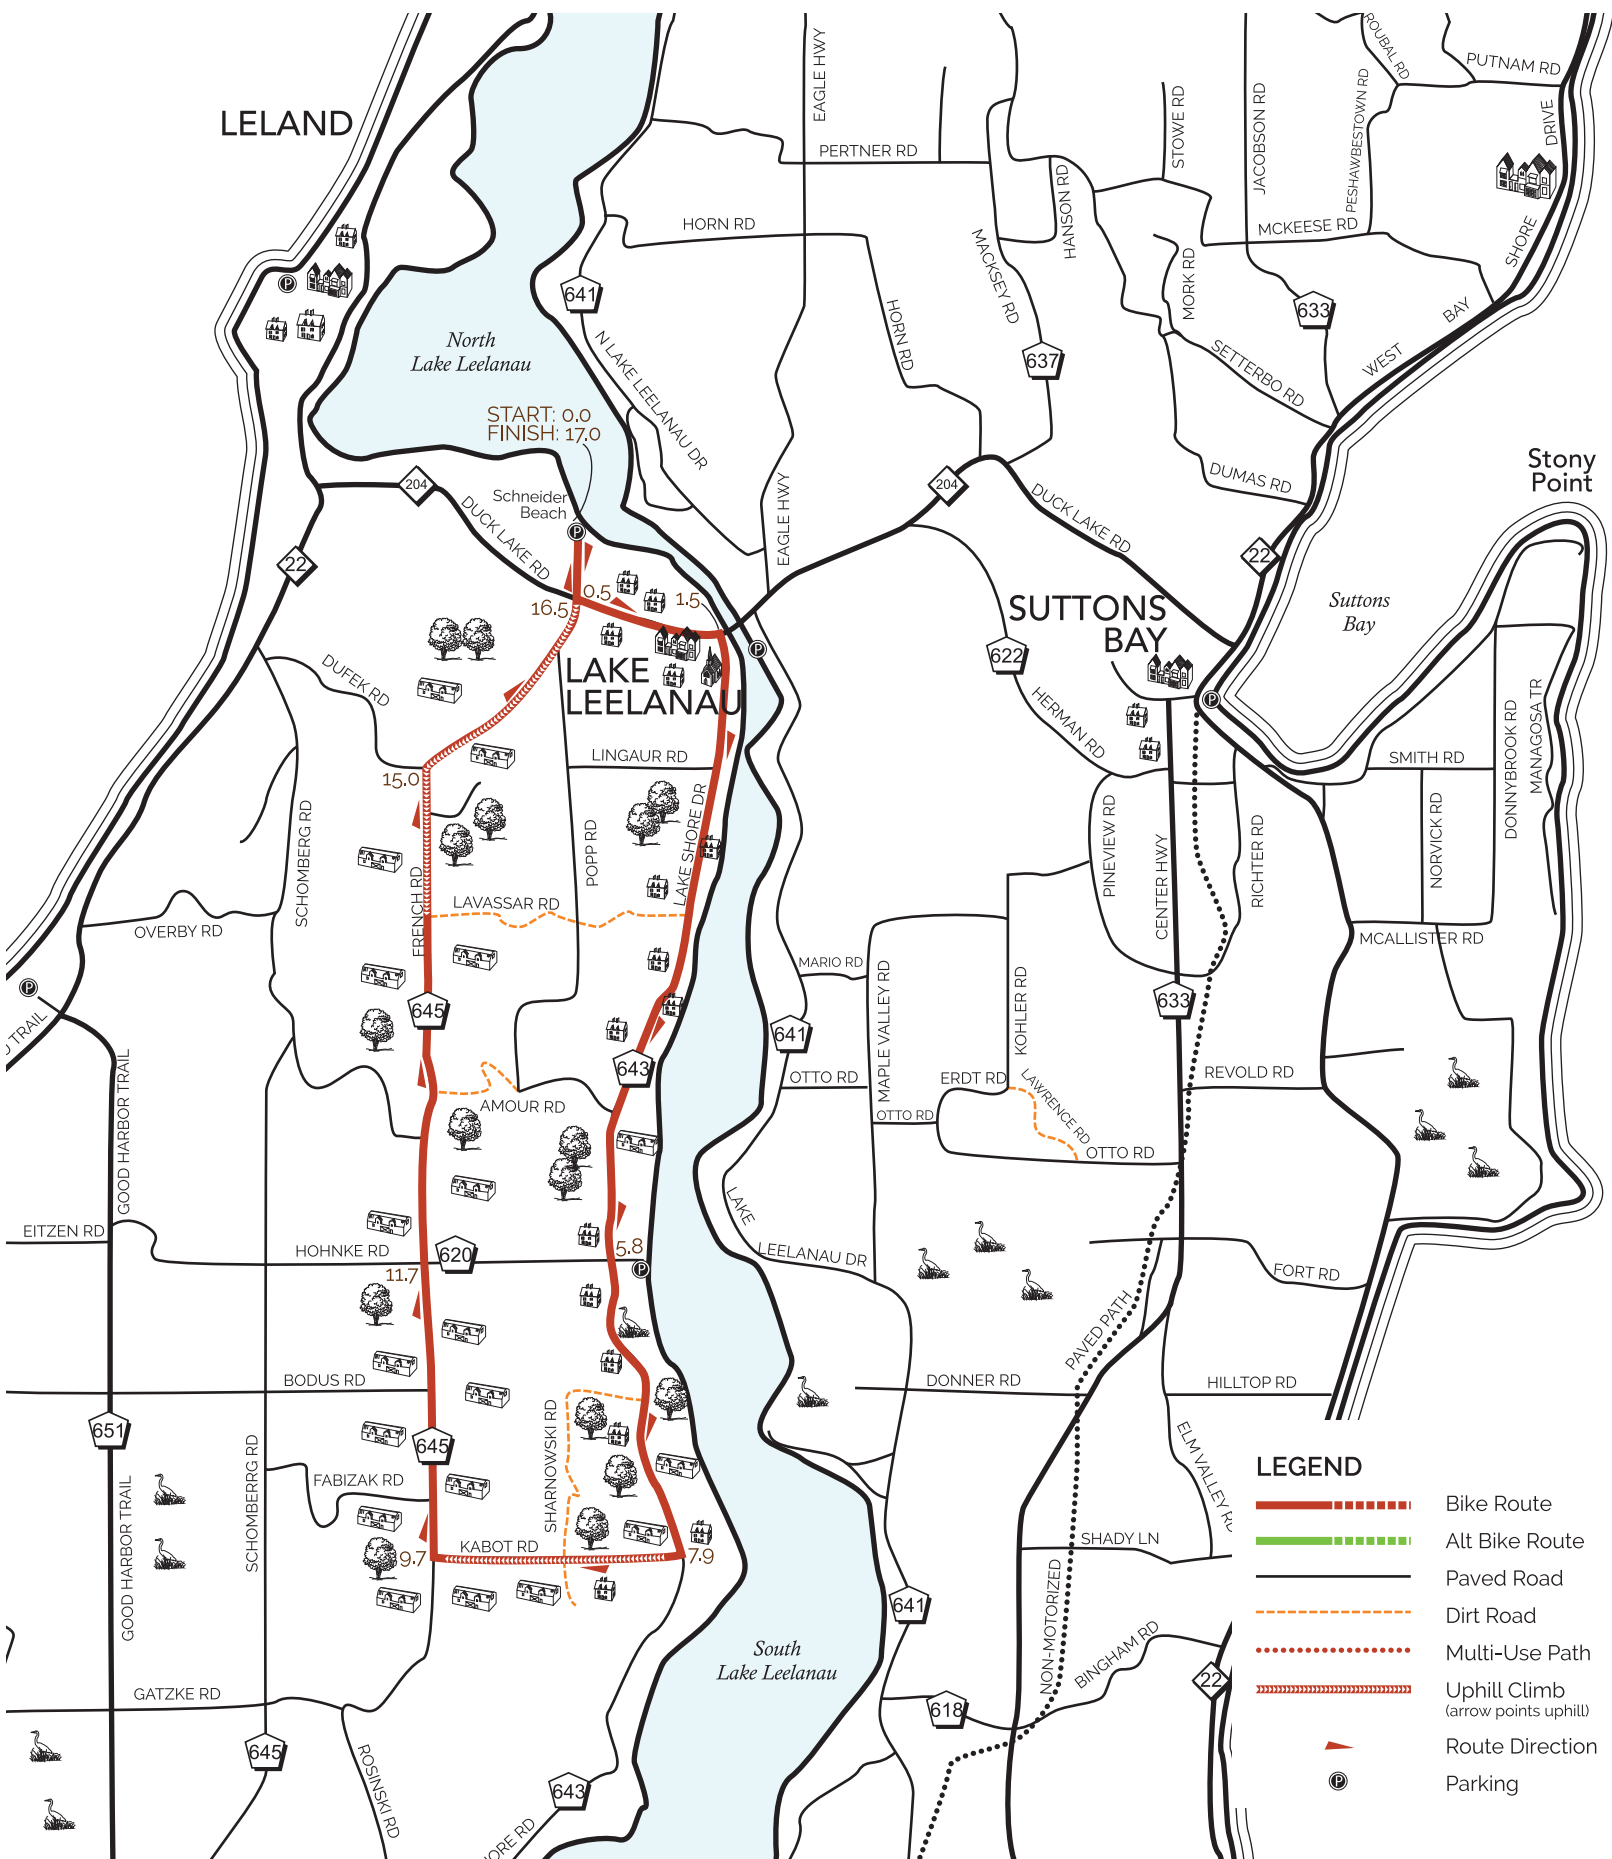 LELAND
EAGLE HWY
ROUBAL RD
PUTNAM RD
PERTNER RD
STOWE RD
JACOBSON RD
PESHAWBESTOWN RD
DRIVE
HORN RD
HANSON RD
MCKEESE RD
SHORE
MACKSEY RD
MORK RD
641
633
BAY
North
Lake Leelanau
N LAKE LEELANAU DR
HORN RD
637
SETTERBO RD
WEST
START: 0.0
FINISH: 17.0
204
Schneider
Beach
DUCK LAKE RD
EAGLE HWY
204
DUCK LAKE RD
DUMAS RD
Stony
Point
22
22
16.5
0.5
1.5
SUTTONS
BAY
Suttons
Bay
622
DUFEK RD
LAKE
LEELANAU
HERMAN RD
LINGAUR RD
SMITH RD
DONNYBROOK RD
MANAGOSA TR
15.0
SCHOMBERG RD
POPP RD
LAKE SHORE DR
PINEVIEW RD
CENTER HWY
RICHTER RD
NORVICK RD
FRENCH RD
LAVASSAR RD
OVERBY RD
MCALLISTER RD
MARIO RD
MAPLE VALLEY RD
KOHLER RD
645
633
641
TRAIL
643
GOOD HARBOR TRAIL
AMOUR RD
OTTO RD
ERDT RD
LAWRENCE RD
REVOLD RD
OTTO RD
OTTO RD
EITZEN RD
HOHNKE RD
620
5.8
LAKE
LEELANAU DR
11.7
FORT RD
PAVED PATH
BODUS RD
DONNER RD
HILLTOP RD
651
645
SCHOMBERRG RD
FABIZAK RD
SHARNOWSKI RD
ELM VALLEY RD
GOOD HARBOR TRAIL
KABOT RD
9.7
7.9
SHADY LN
NON-MOTORIZED
641
South
Lake Leelanau
BINGHAM RD
22
GATZKE RD
618
645
ROSINSKI RD
643
ORE RD
LEGEND
Bike Route
Alt Bike Route
Paved Road
Dirt Road
Multi-Use Path
Uphill Climb
(arrow points uphill)
Route Direction
P Parking